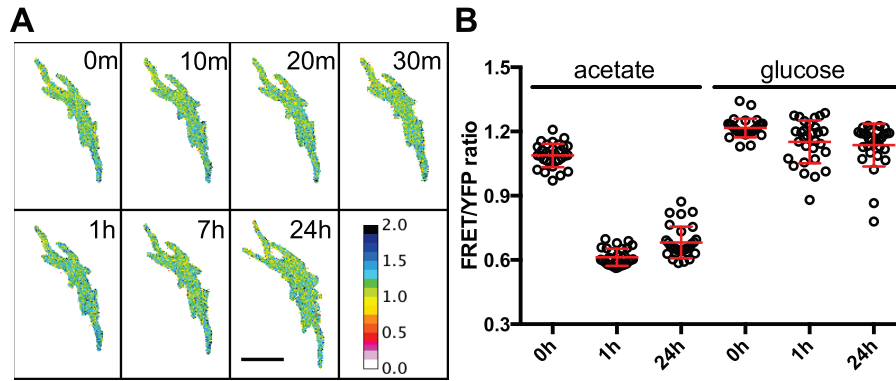 A
0m
10m
20m
30m
1h
7h
24h
2.0
1.5
1.0
0.5
0.0
B
acetate
glucose
FRET/YFP ratio
1.5
1.2
0.9
0.6
0.3
0h
1h
24h
0h
1h
24h